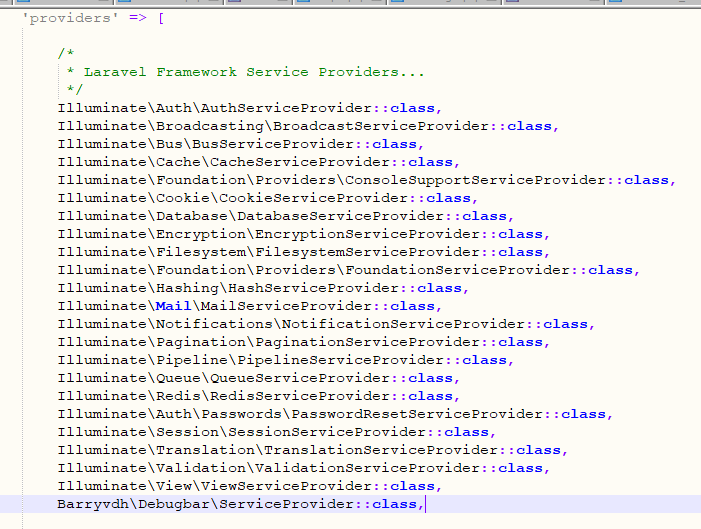 'providers' => [
/*
* Laravel Framework Service Providers...
*/
Illuminate\Auth\AuthServiceProvider::class,
Illuminate\Broadcasting\BroadcastServiceProvider::class,
Illuminate\Bus\BusServiceProvider::class,
Illuminate\Cache\CacheServiceProvider::class,
Illuminate\Foundation\Providers\ConsoleSupportServiceProvider::class,
Illuminate\Cookie\CookieServiceProvider::class,
Illuminate\Database\DatabaseServiceProvider::class,
Illuminate\Encryption\EncryptionServiceProvider::class,
Illuminate\Filesystem\FilesystemServiceProvider::class,
Illuminate\Foundation\Providers\FoundationServiceProvider::class,
Illuminate\Hashing\HashServiceProvider::class,
Illuminate\Mail\MailServiceProvider::class,
Illuminate\Notifications\NotificationServiceProvider::class,
Illuminate\Pagination\PaginationServiceProvider::class,
Illuminate\Pipeline\PipelineServiceProvider::class,
Illuminate\Queue\QueueServiceProvider::class,
Illuminate\Redis\RedisServiceProvider::class,
Illuminate\Auth\Passwords\PasswordResetServiceProvider::class,
Illuminate\Session\SessionServiceProvider::class,
Illuminate\Translation\TranslationServiceProvider::class,
Illuminate\Validation\ValidationServiceProvider::class,
Illuminate\View\ViewServiceProvider::class,
Barryvdh\Debugbar\ServiceProvider::class,